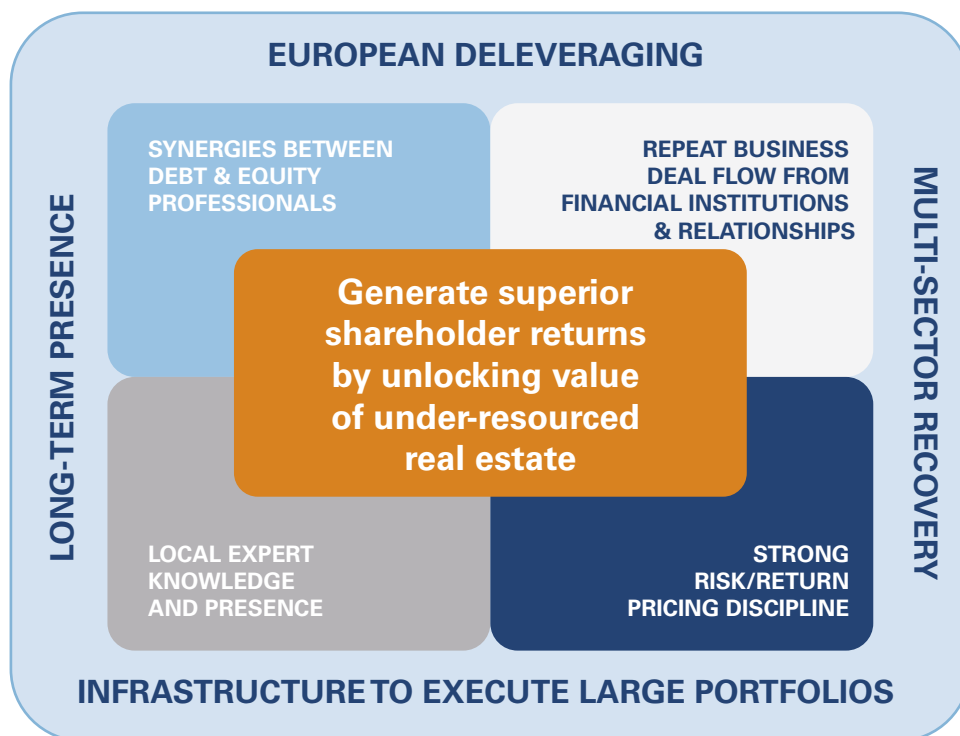 EUROPEAN DELEVERAGING
SYNERGIES BETWEEN
DEBT & EQUITY
PROFESSIONALS
REPEAT BUSINESS
DEAL FLOW FROM
FINANCIAL INSTITUTIONS
& RELATIONSHIPS
LONG-TERM PRESENCE
Generate superior
shareholder returns
by unlocking value
of under-resourced
real estate
MULTI-SECTOR RECOVERY
LOCAL EXPERT
KNOWLEDGE
AND PRESENCE
STRONG
RISK/RETURN
PRICING DISCIPLINE
INFRASTRUCTURE TO EXECUTE LARGE PORTFOLIOS